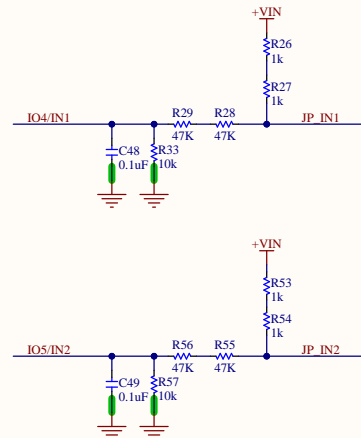 +VIN
R26
1k
R27
1k
IO4/IN1
R29
47K
R28
47K
JP_IN1
C48
0.1uF
R33
10k
+VIN
R53
1k
R54
1k
IO5/IN2
R56
47K
R55
47K
JP_IN2
C49
0.1uF
R57
10k